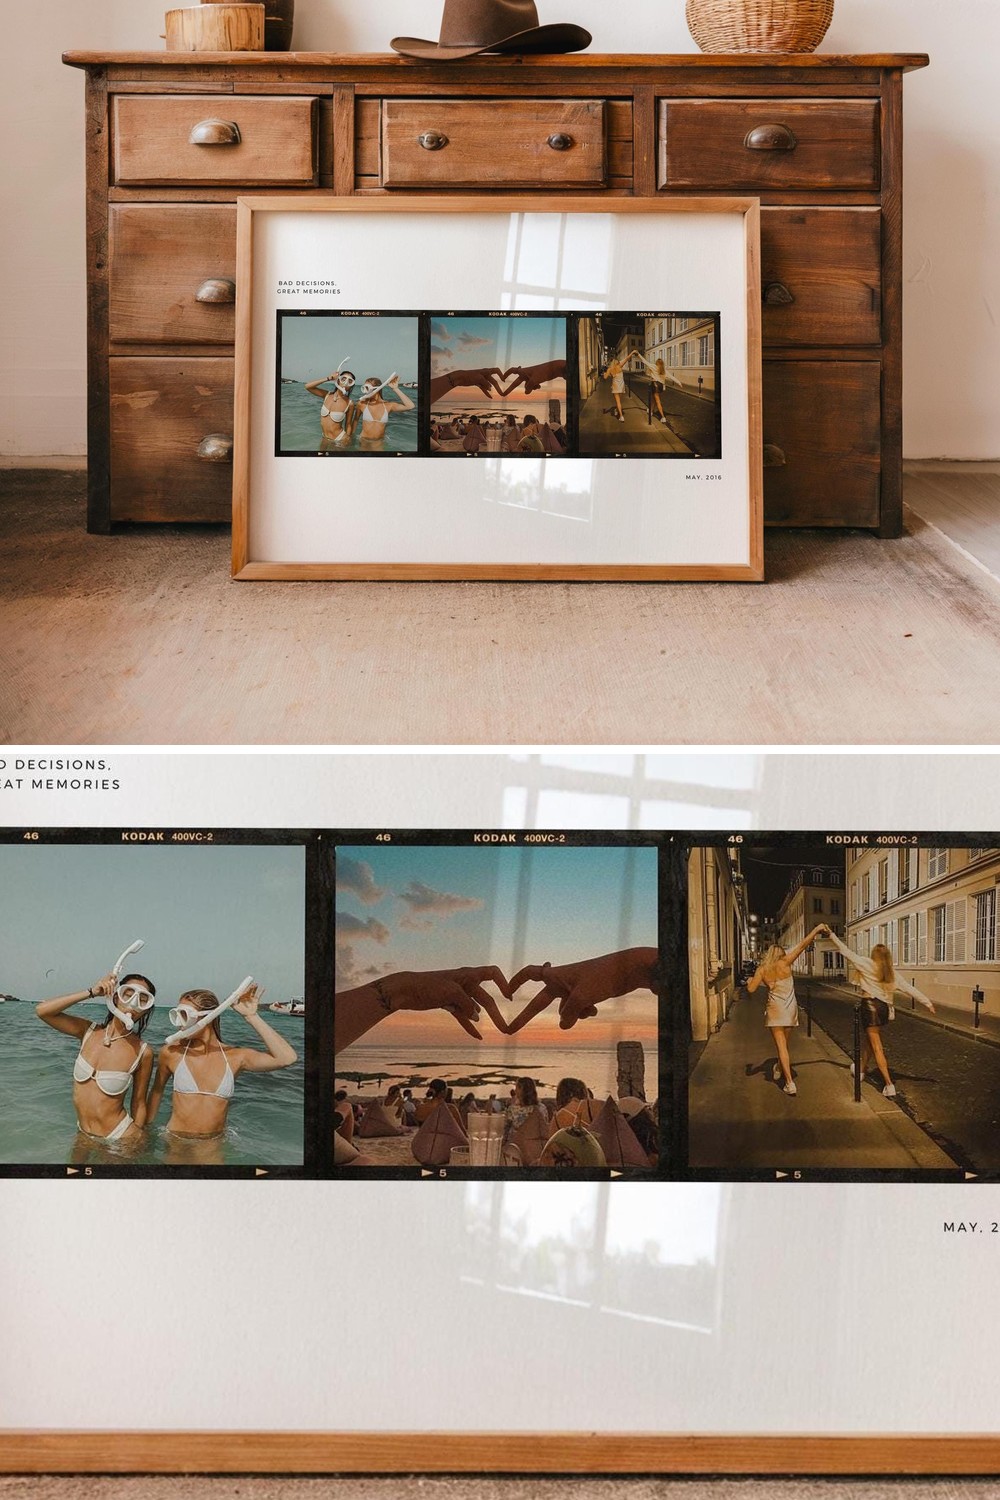 BAD DECISIONS,
GREAT MEMORIES
46 KODAK 400VC-2 46 KODAK 400VC-2 46 KODAK 400VC-2
5 5 5
MAY, 2016
D DECISIONS,
EAT MEMORIES
46 KODAK 400VC-2 46 KODAK 400VC-2 46 KODAK 400VC-2
5 5 5
MAY, 2